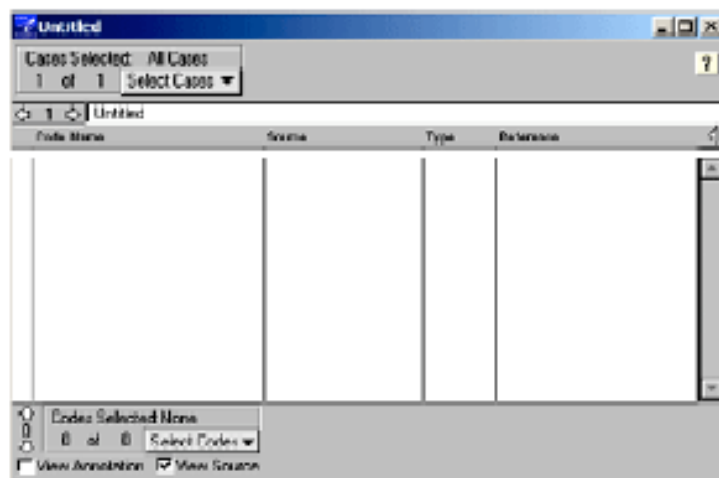 Untitled
Cases Selected: All Cases
1 of 1 Select Cases
?
1 Untitled
Code Name Source Type Reference
Codes Selected None
0
0 of 0 Select Codes
View Annotation View Source